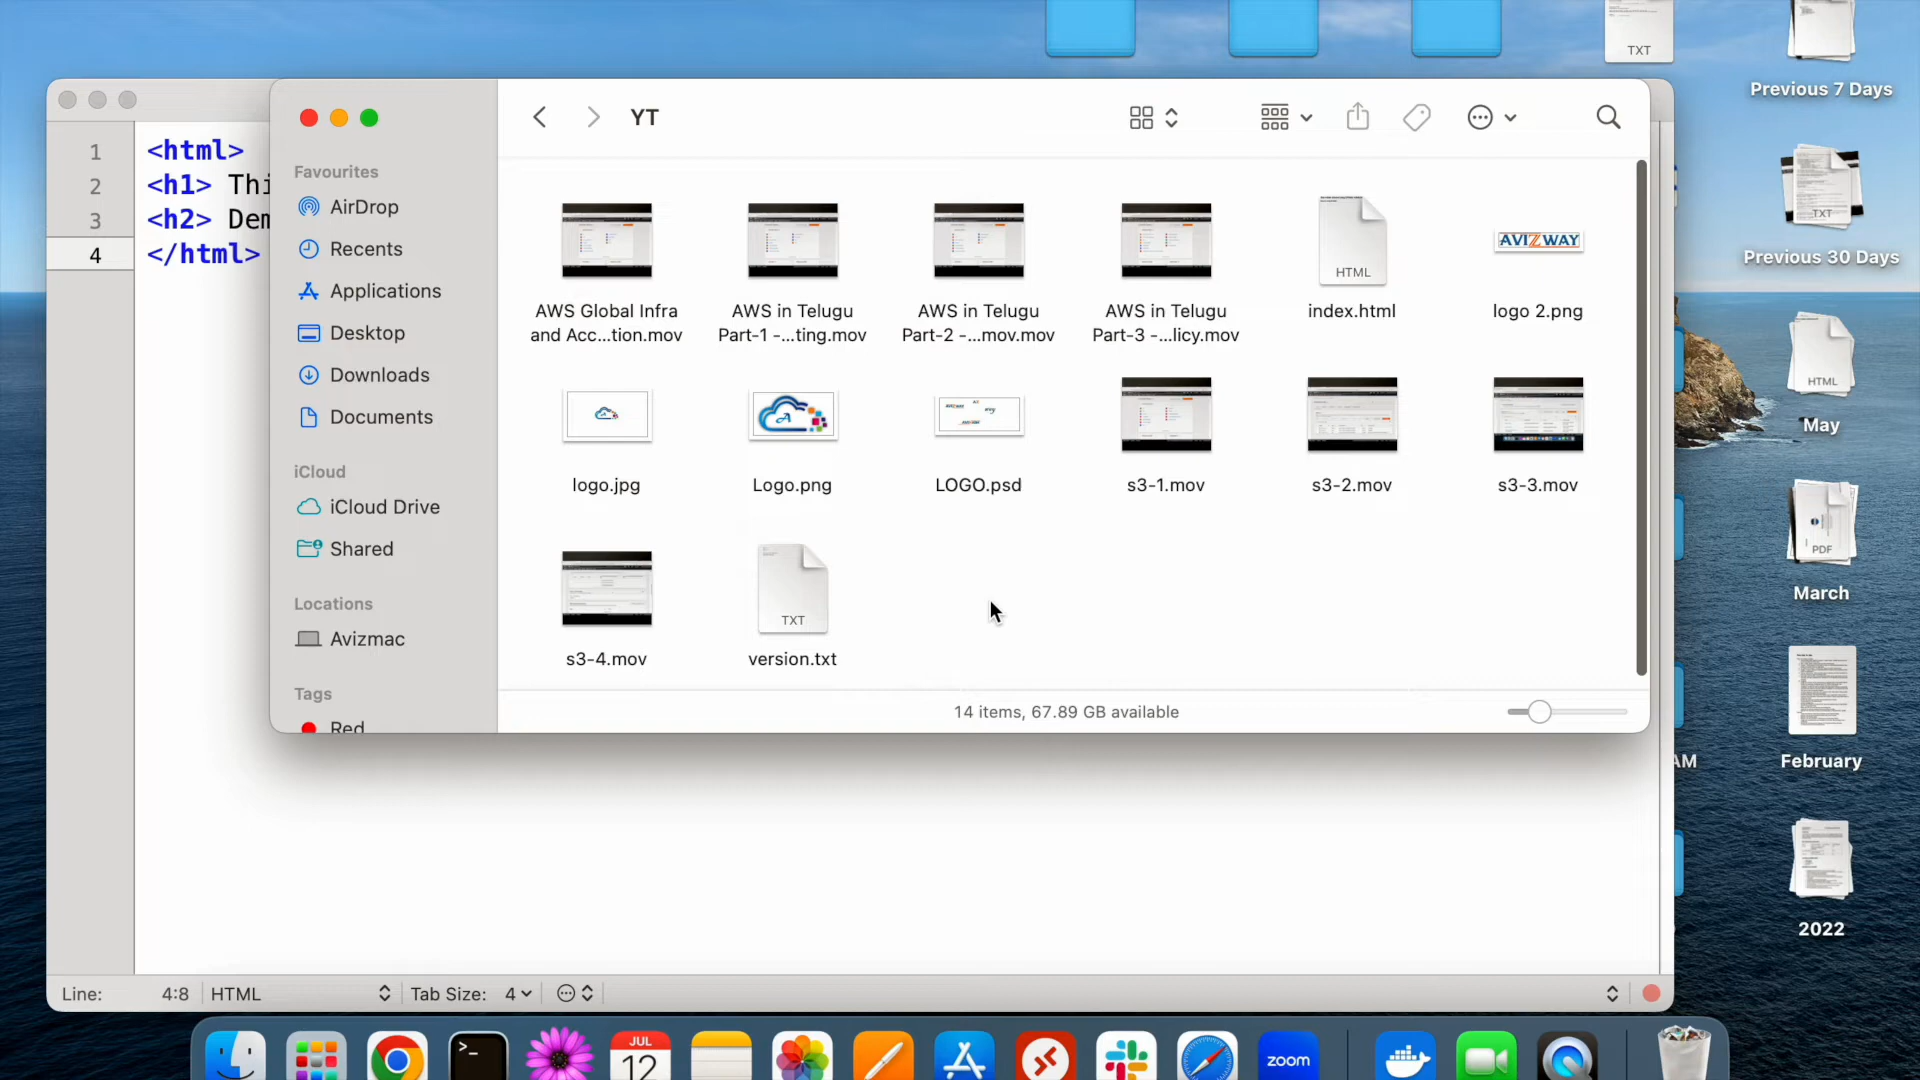 TXT
Previous 7 Days
YT
1 <html>
2 <h1> Thi
3 <h2> Dem
4 </html>
Favourites
AirDrop
Recents
Applications
Desktop
Downloads
Documents
iCloud
iCloud Drive
Shared
Locations
Avizmac
Tags
Red
HTML
AVIZWAY
AWS Global Infra
and Acc...tion.mov
AWS in Telugu
Part-1 -...ting.mov
AWS in Telugu
Part-2 -...mov.mov
AWS in Telugu
Part-3 -...licy.mov
index.html
logo 2.png
A
logo.jpg
Logo.png
LOGO.psd
s3-1.mov
s3-2.mov
s3-3.mov
TXT
s3-4.mov
version.txt
14 items, 67.89 GB available
TXT
Previous 30 Days
HTML
May
PDF
March
AM
February
2022
Line: 4:8 HTML Tab Size: 4
>_
JUL
12
zoom